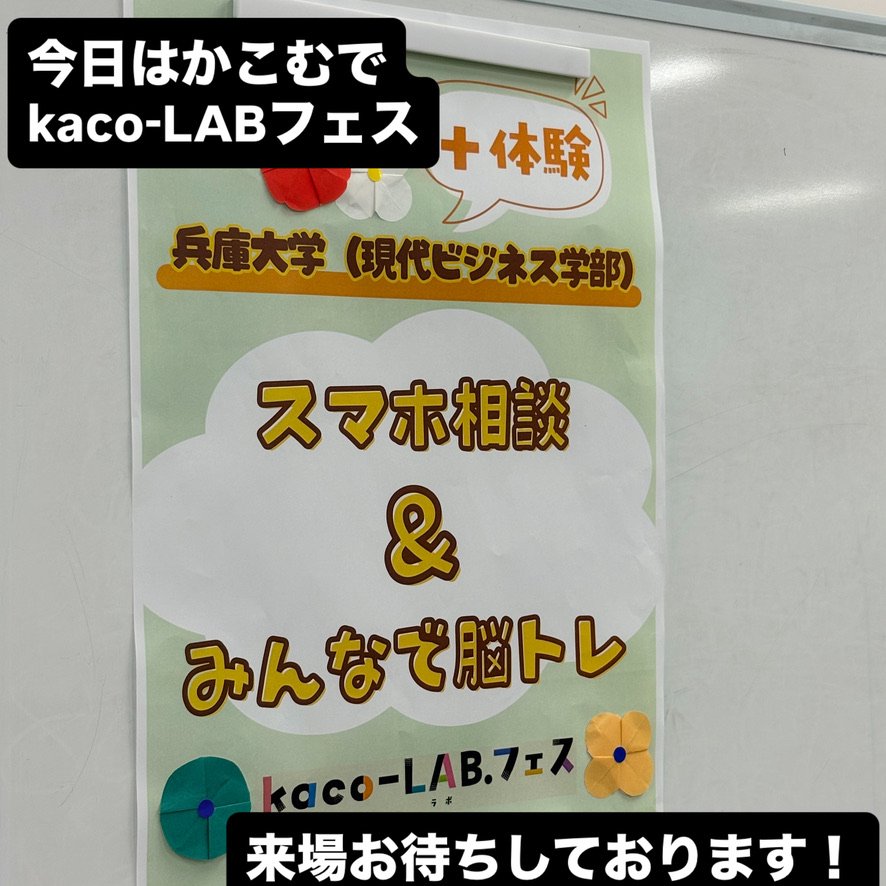 今日はかこむで
kaco-LABフェス
＋体験
兵庫大学（現代ビジネス学部）
スマホ相談
&
みんなで脳トレ
kaco-LAB.フェス
ラボ
来場お待ちしております！